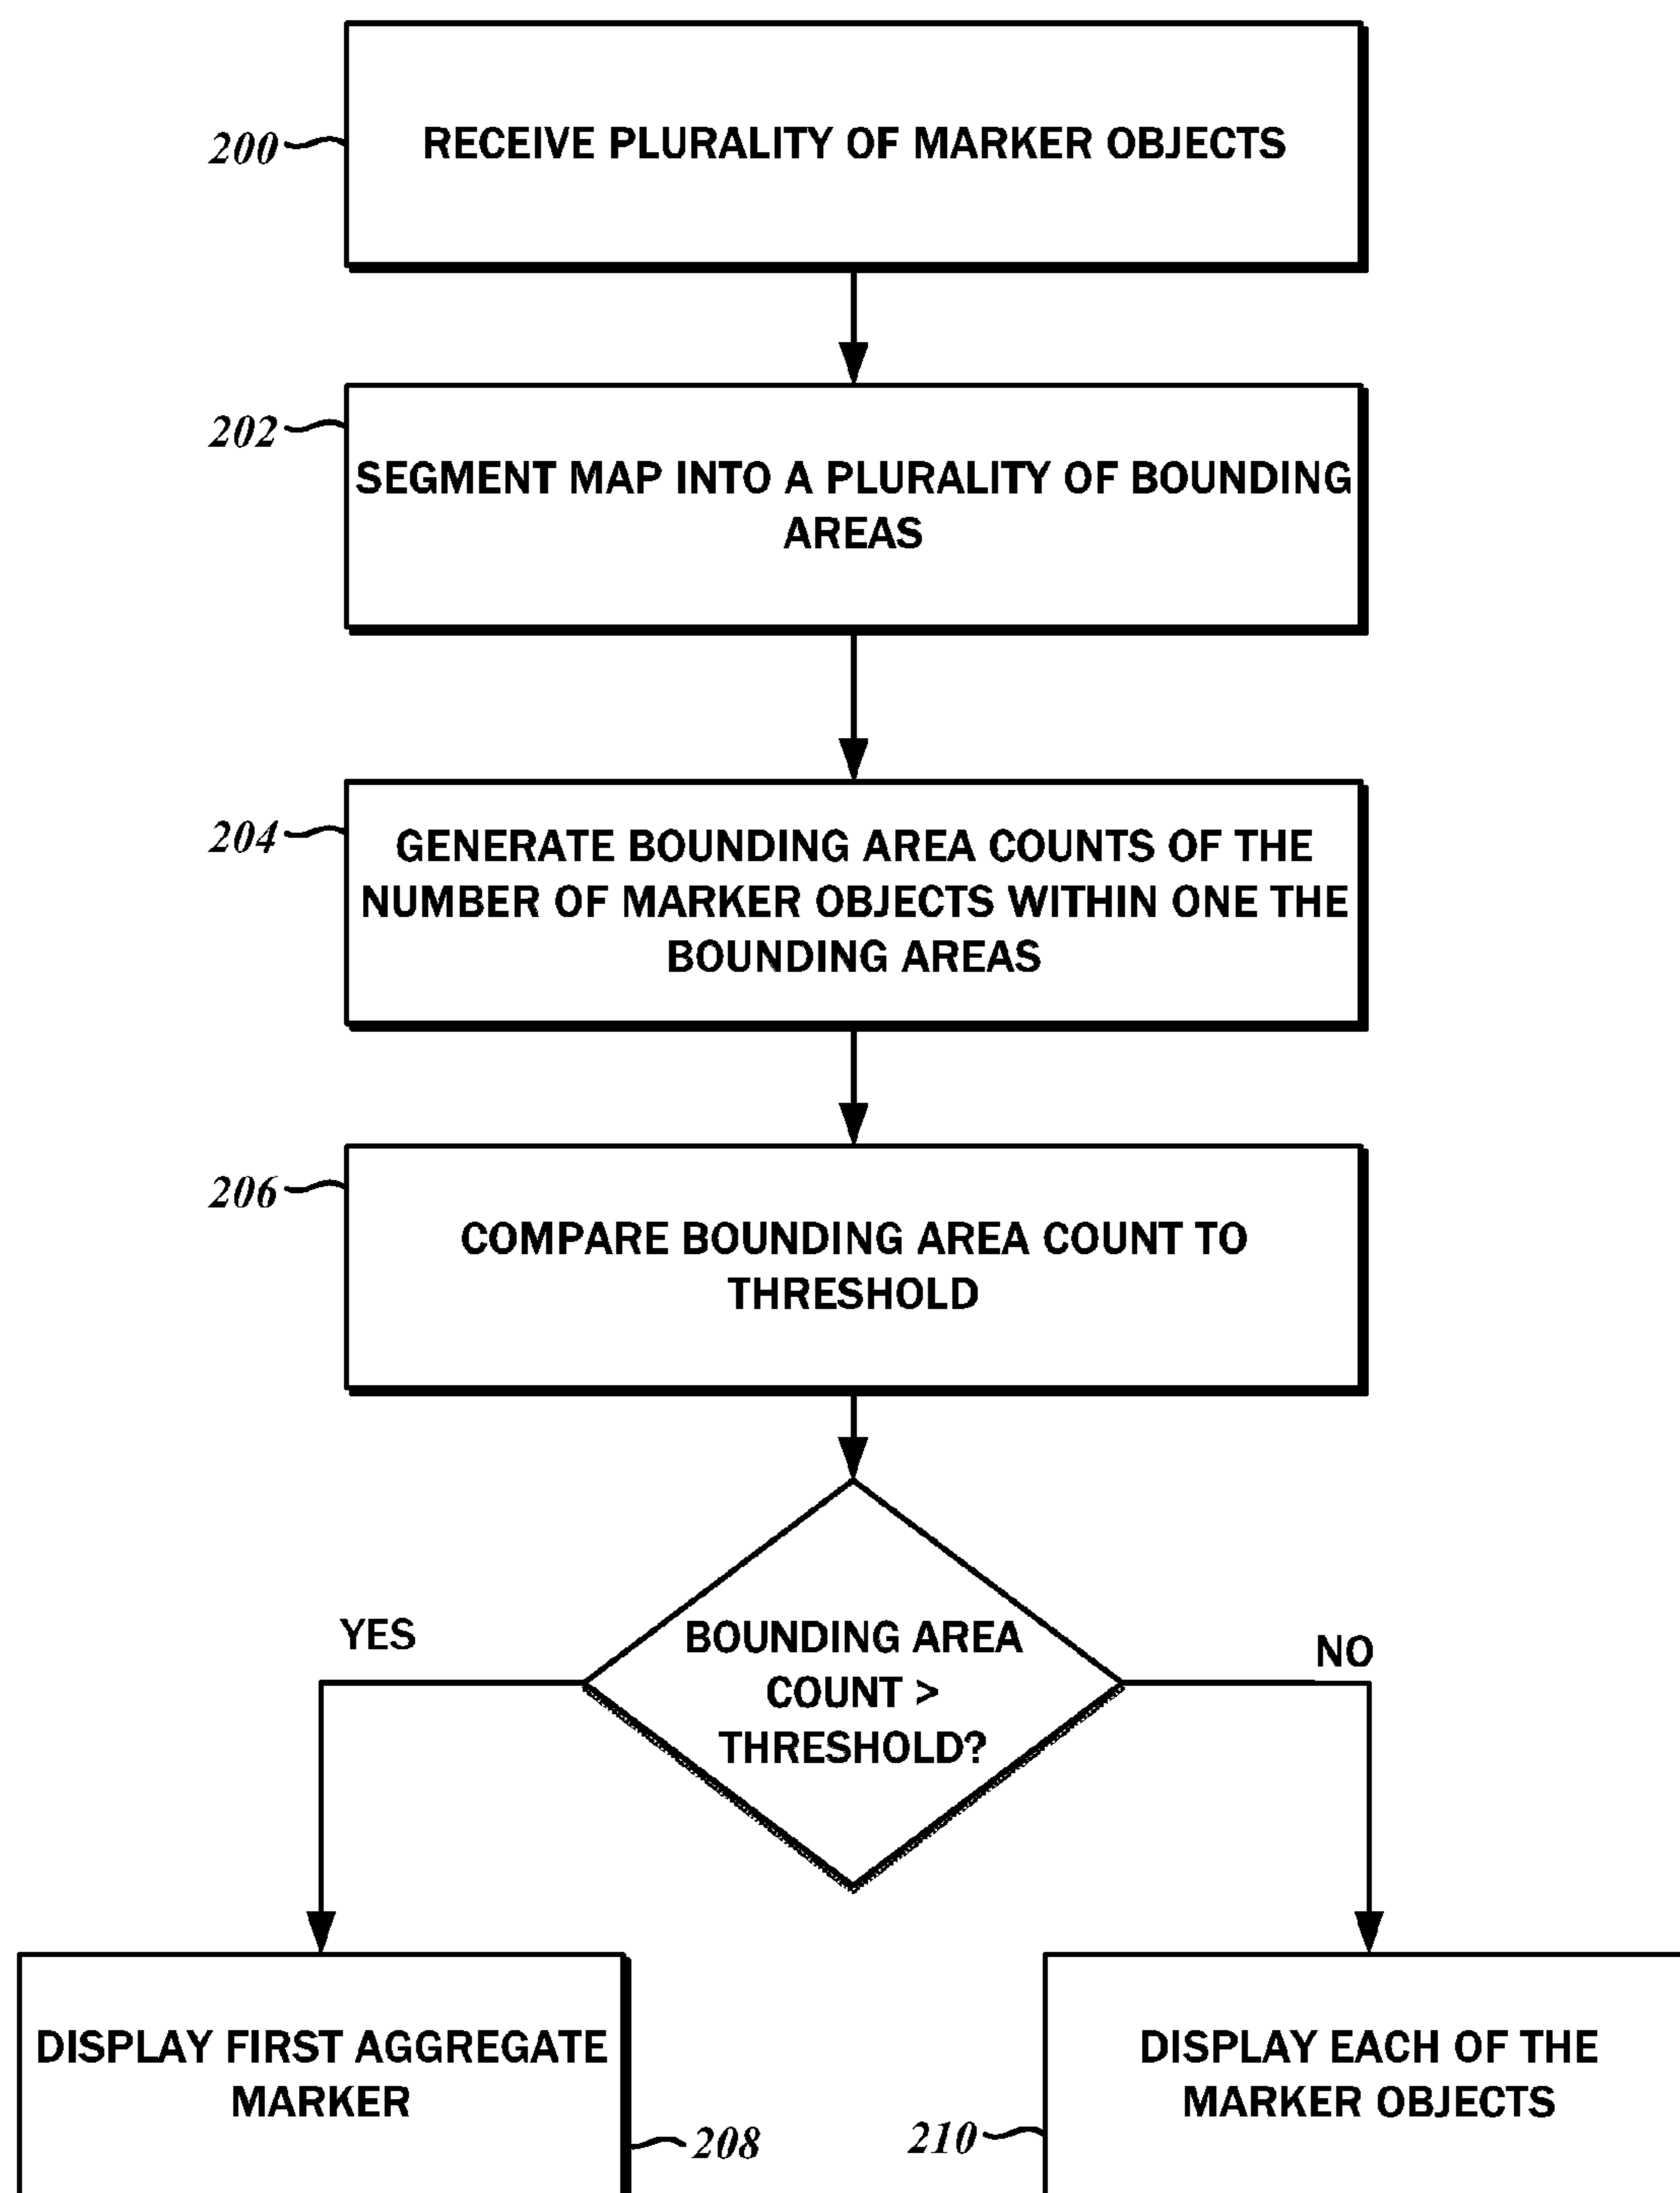 200
RECEIVE PLURALITY OF MARKER OBJECTS
202
SEGMENT MAP INTO A PLURALITY OF BOUNDING
AREAS
204
GENERATE BOUNDING AREA COUNTS OF THE
NUMBER OF MARKER OBJECTS WITHIN ONE THE
BOUNDING AREAS
206
COMPARE BOUNDING AREA COUNT TO
THRESHOLD
YES
BOUNDING AREA
COUNT >
THRESHOLD?
NO
DISPLAY FIRST AGGREGATE
MARKER
208
DISPLAY EACH OF THE
MARKER OBJECTS
210